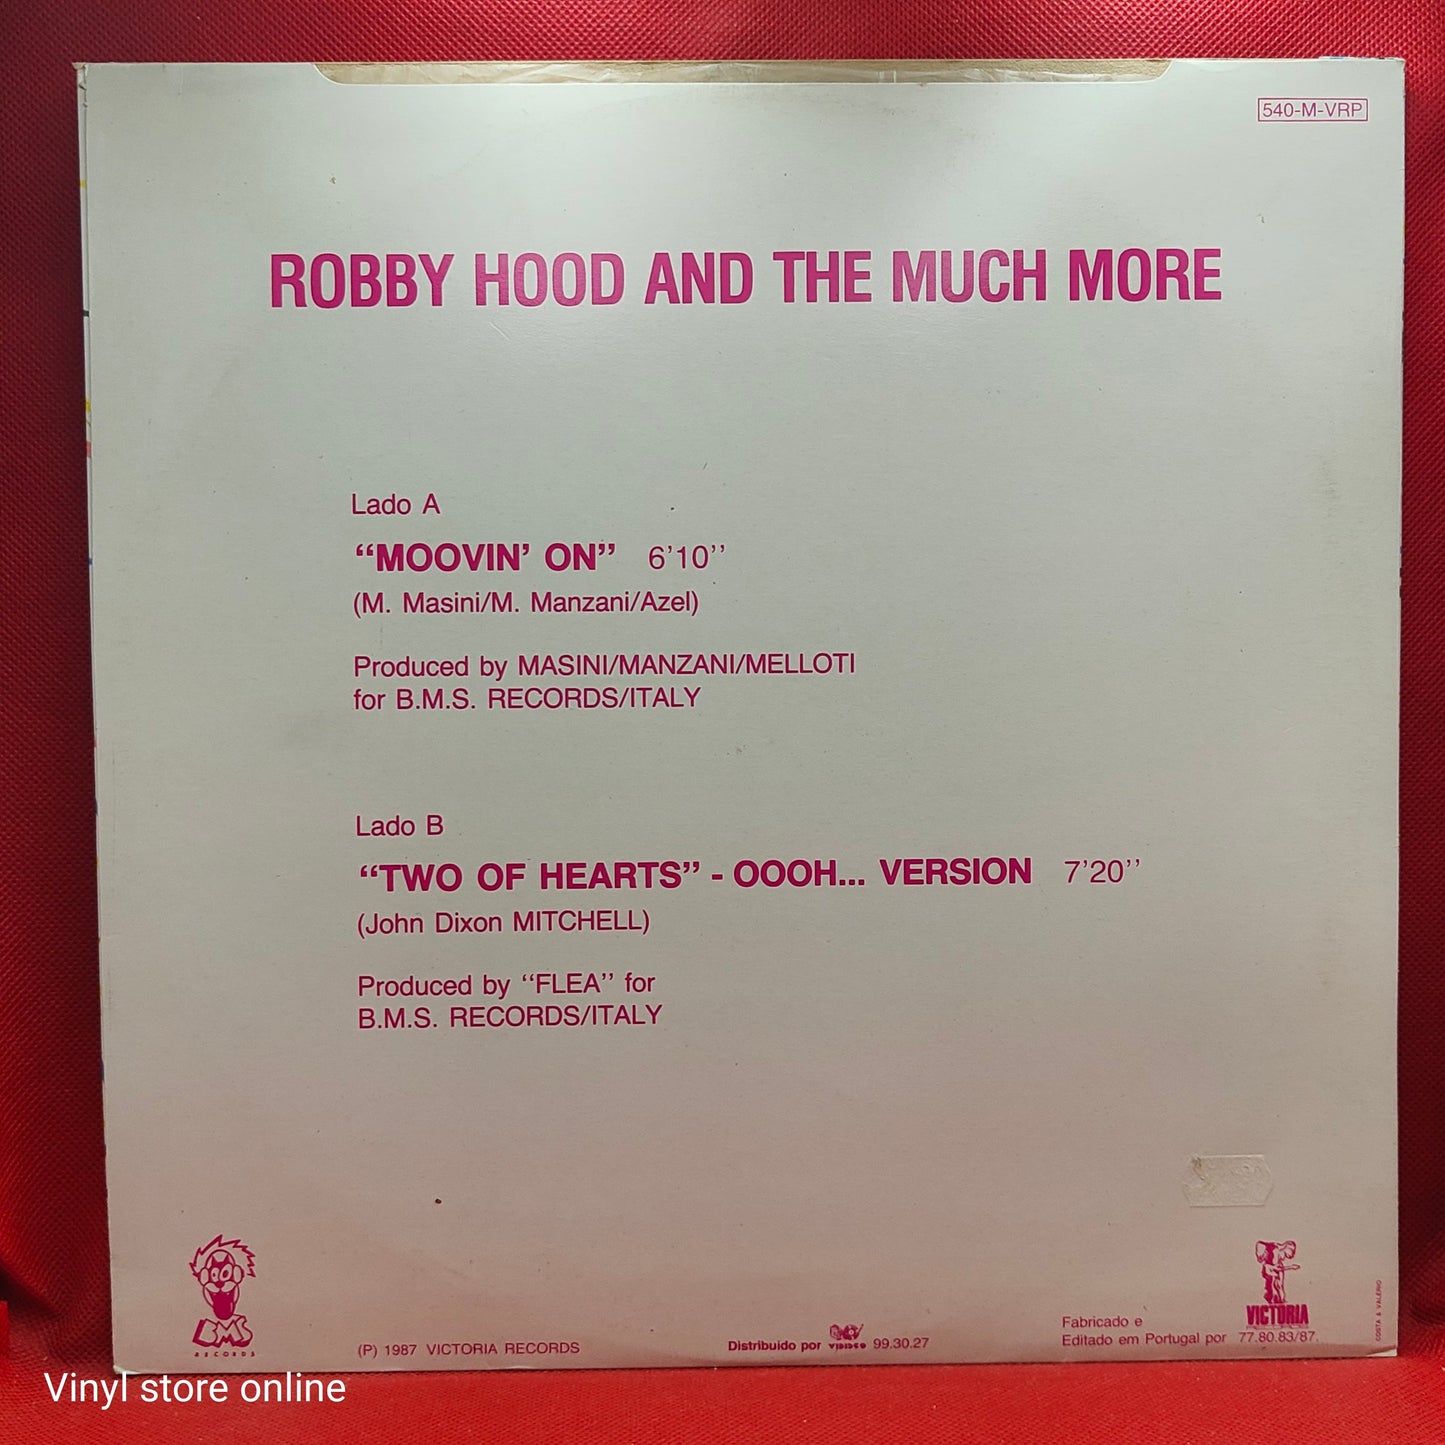 540-M-VRP
ROBBY HOOD AND THE MUCH MORE
Lado A
“MOOVIN’ ON” 6’10’’
(M. Masini/M. Manzani/Azel)
Produced by MASINI/MANZANI/MELLOTI
for B.M.S. RECORDS/ITALY
Lado B
“TWO OF HEARTS” - OOOH... VERSION 7’20’’
(John Dixon MITCHELL)
Produced by “FLEA” for
B.M.S. RECORDS/ITALY
BMS
RECORDS
(P) 1987 VICTORIA RECORDS
Distribuido por VIDISCO 99.30.27
Fabricado e
Editado em Portugal por 77.80.83/87.
VICTORIA
COSTA & VALÉRIO
Vinyl store online